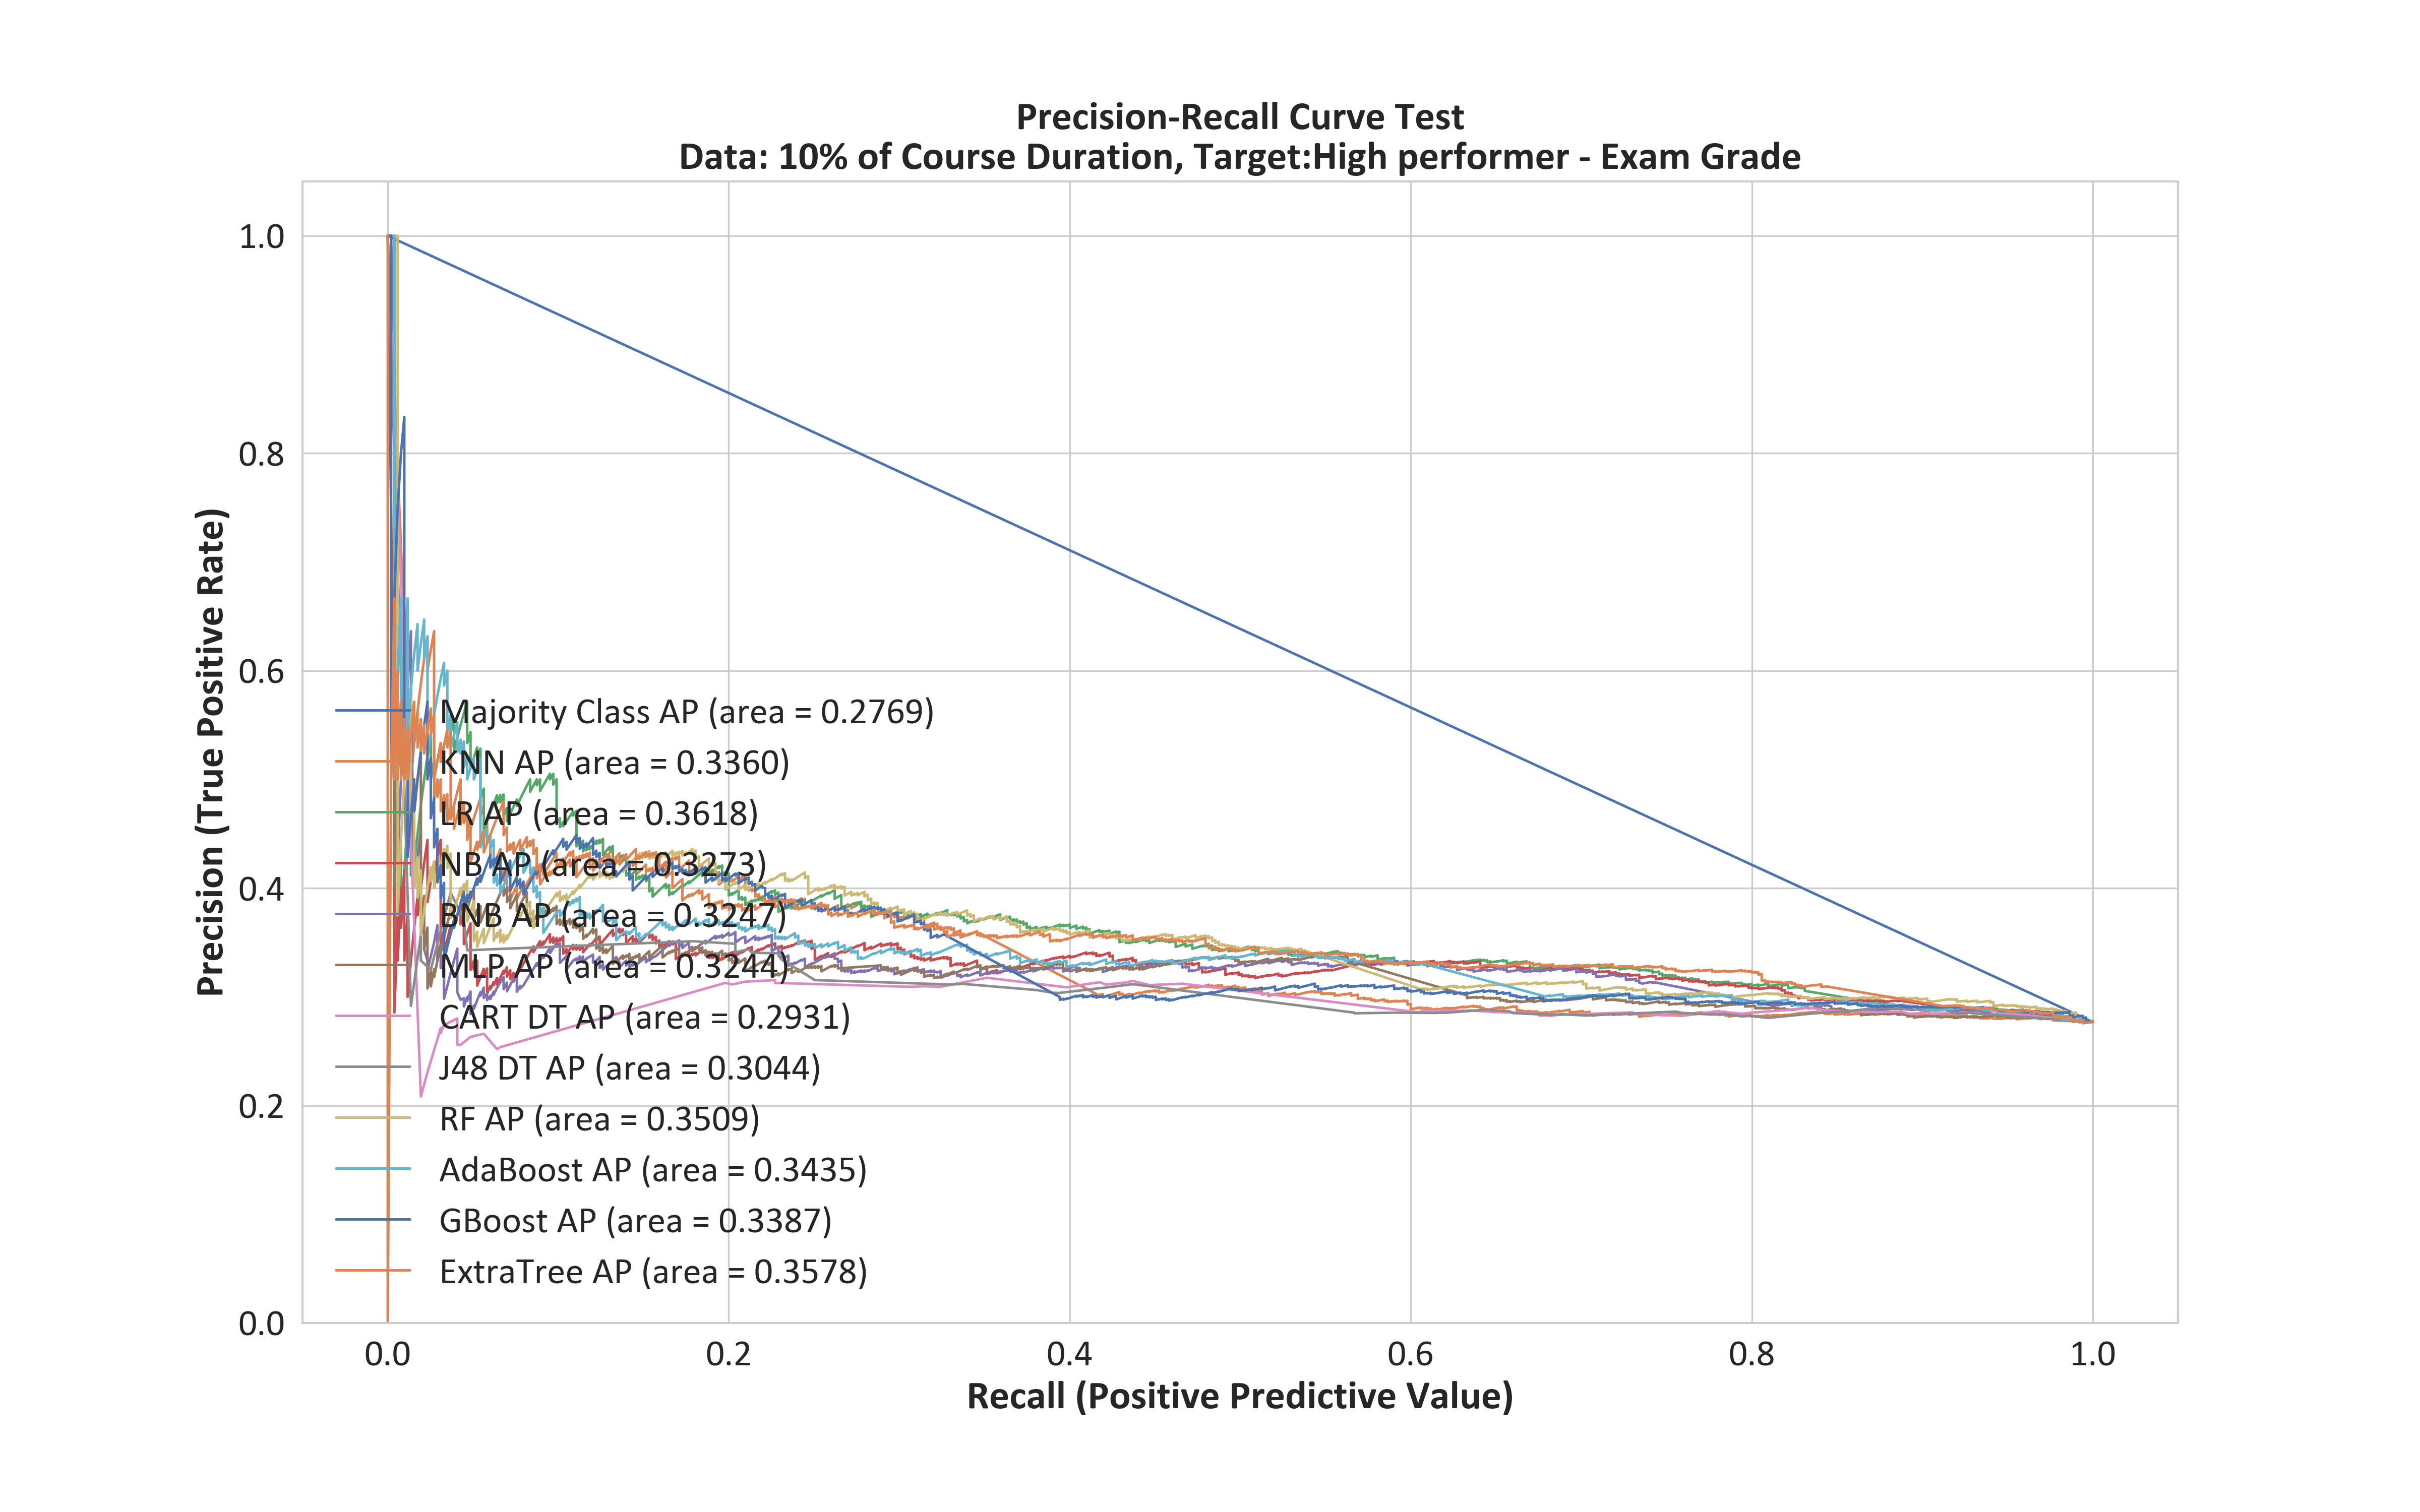 Precision-Recall Curve Test
Data: 10% of Course Duration, Target:High performer - Exam Grade
Precision (True Positive Rate)
1.0
0.8
0.6
0.4
0.2
0.0
Majority Class AP (area = 0.2769)
KNN AP (area = 0.3360)
LR AP (area = 0.3618)
NB AP (area = 0.3273)
BNB AP (area = 0.3247)
MLP AP (area = 0.3244)
CART DT AP (area = 0.2931)
J48 DT AP (area = 0.3044)
RF AP (area = 0.3509)
AdaBoost AP (area = 0.3435)
GBoost AP (area = 0.3387)
ExtraTree AP (area = 0.3578)
0.0 0.2 0.4 0.6 0.8 1.0
Recall (Positive Predictive Value)